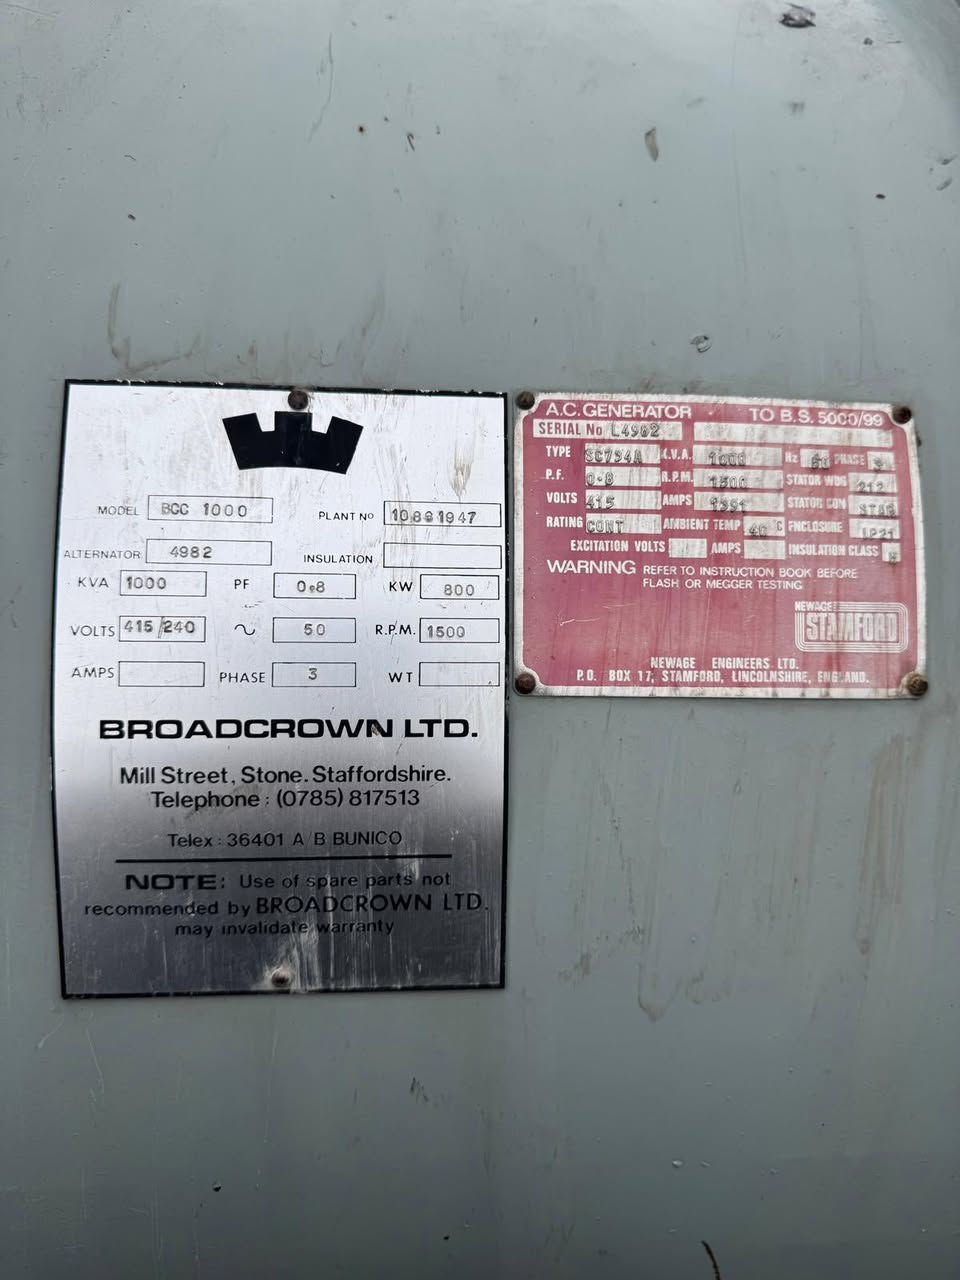 MODEL BCC 1000 PLANT No 10861947
ALTERNATOR 4982 INSULATION
KVA 1000 PF 0.8 KW 800
VOLTS 415/240 ~ 50 R.P.M. 1500
AMPS PHASE 3 WT
BROADCROWN LTD.
Mill Street, Stone. Staffordshire.
Telephone : (0785) 817513
Telex : 36401 A/B BUNICO
NOTE: Use of spare parts not
recommended by BROADCROWN LTD.
may invalidate warranty
A.C. GENERATOR TO B.S. 5000/99
SERIAL No L4982
TYPE SC734A K.V.A. 1000 Hz 50 PHASE 3
P.F. 0.8 R.P.M. 1500 STATOR WDG 212
VOLTS 415 AMPS 1391 STATOR CON STAR
RATING CONT AMBIENT TEMP 40 °C ENCLOSURE IP21
EXCITATION VOLTS AMPS INSULATION CLASS H
WARNING REFER TO INSTRUCTION BOOK BEFORE
FLASH OR MEGGER TESTING
NEWAGE
STAMFORD
NEWAGE ENGINEERS LTD.
P.O. BOX 17, STAMFORD, LINCOLNSHIRE, ENGLAND.